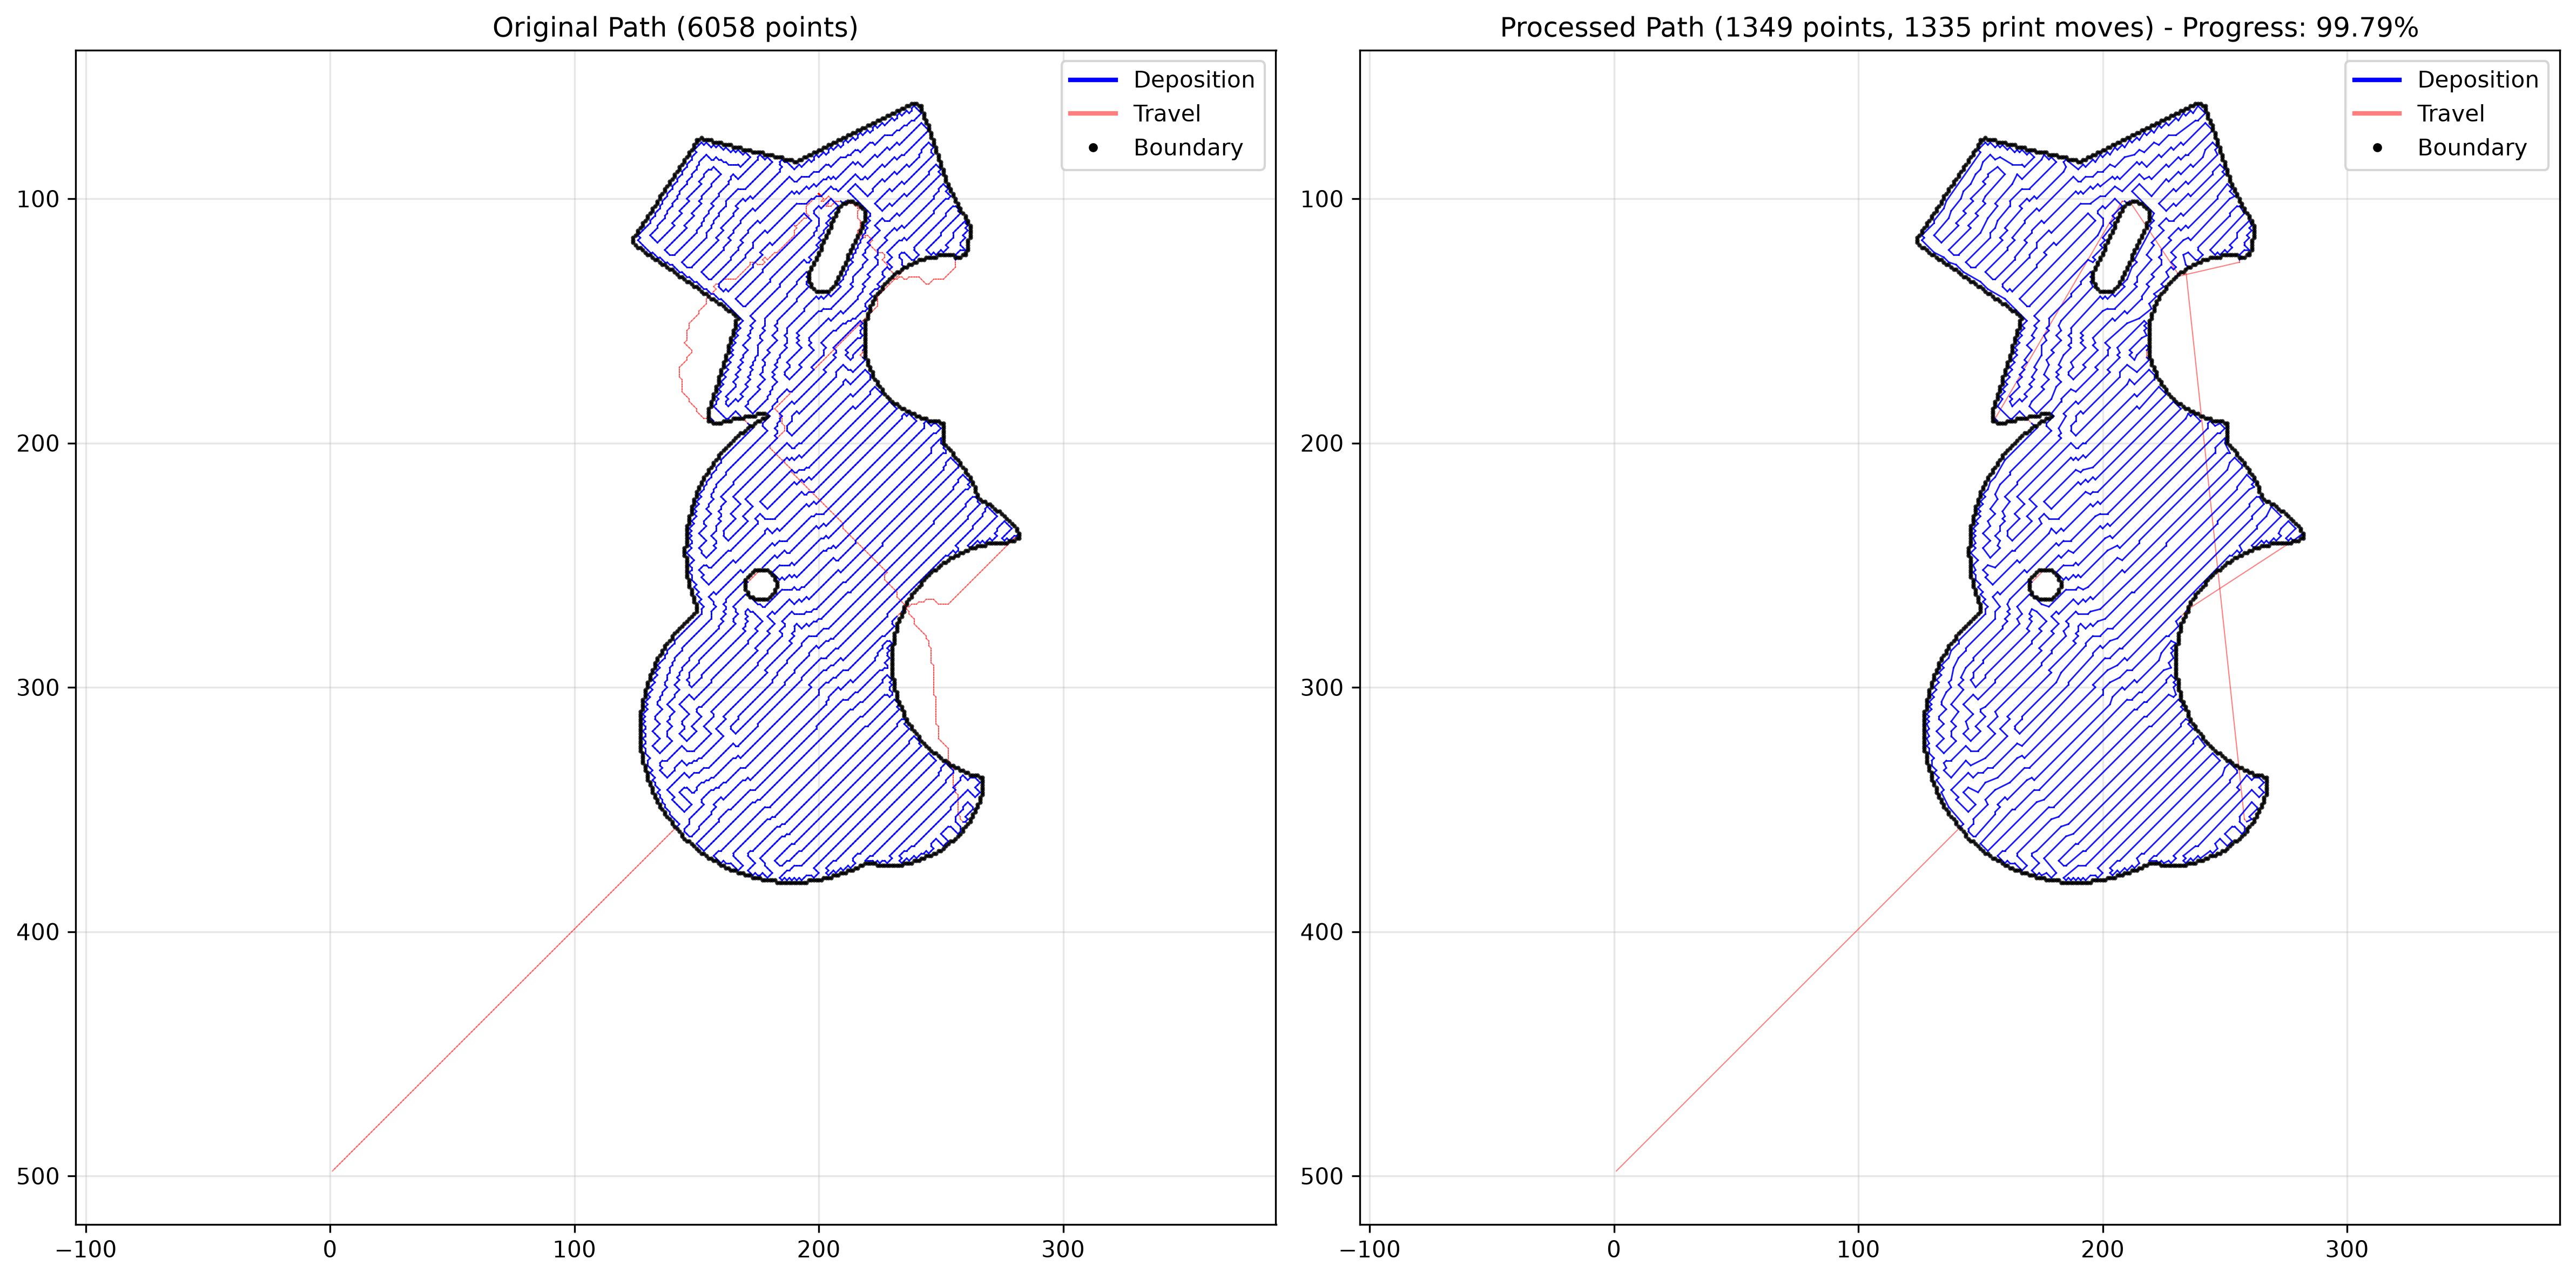 Original Path (6058 points)
Deposition
Travel
Boundary
100
200
300
400
500
−100
0
100
200
300
Processed Path (1349 points, 1335 print moves) - Progress: 99.79%
Deposition
Travel
Boundary
100
200
300
400
500
−100
0
100
200
300